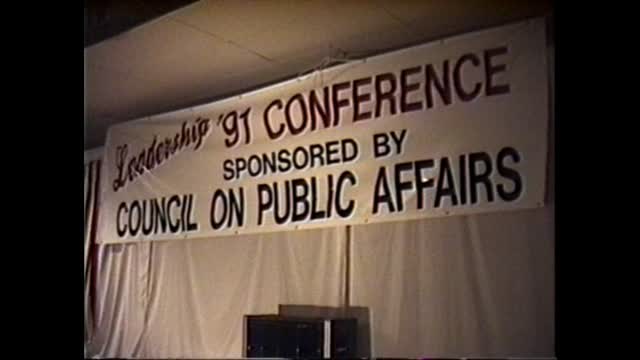 Leadership '91 CONFERENCE
SPONSORED BY
COUNCIL ON PUBLIC AFFAIRS